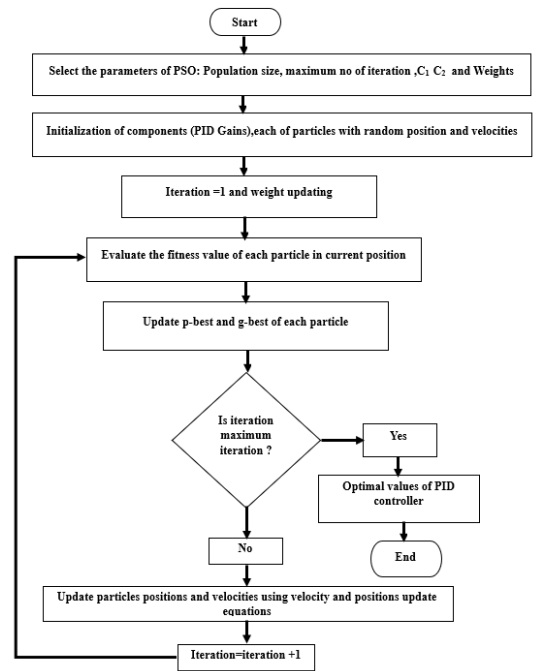 Start
Select the parameters of PSO: Population size, maximum no of iteration ,C₁ C₂ and Weights
Initialization of components (PID Gains),each of particles with random position and velocities
Iteration =1 and weight updating
Evaluate the fitness value of each particle in current position
Update p-best and g-best of each particle
Is iteration
maximum
iteration ?
Yes
Optimal values of PID
controller
End
No
Update particles positions and velocities using velocity and positions update
equations
Iteration=iteration +1